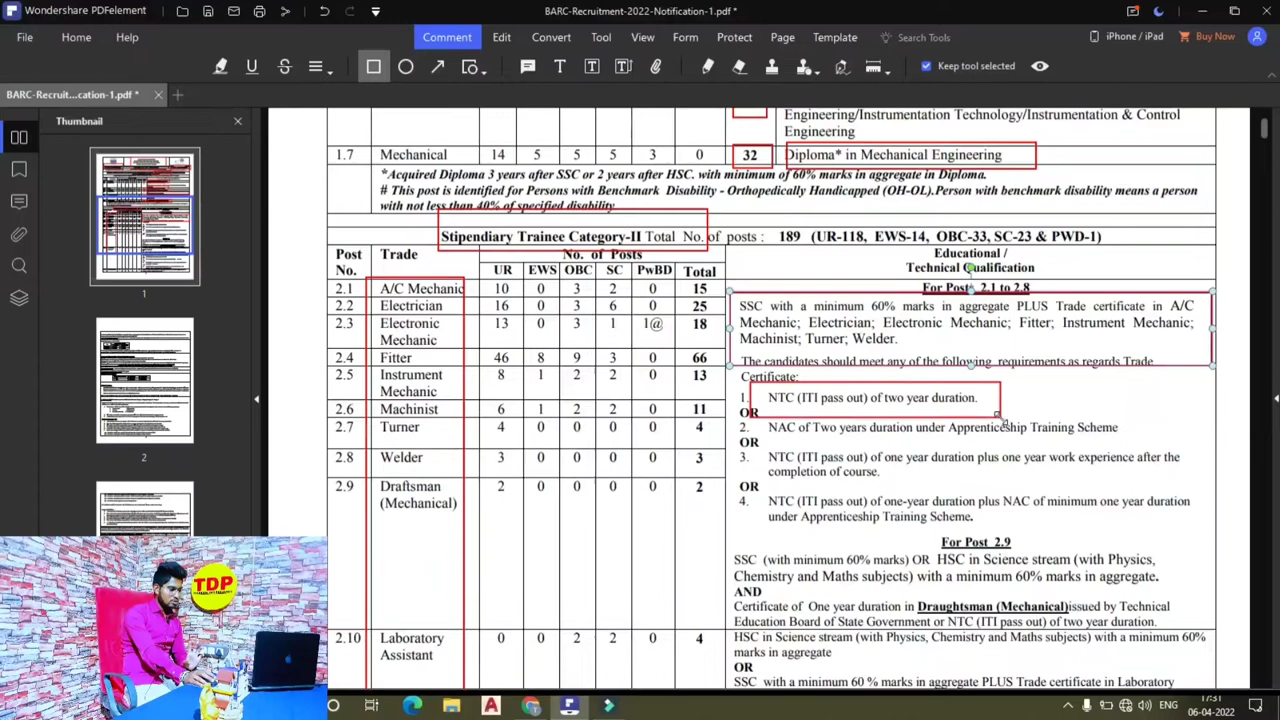 Wondershare PDFelement
BARC-Recruitment-2022-Notification-1.pdf *
File Home Help Comment Edit Convert Tool View Form Protect Page Template Search Tools iPhone / iPad Buy Now
Keep tool selected
BARC-Recruit...cation-1.pdf *
Thumbnail
1
2
Engineering/Instrumentation Technology/Instrumentation & Control
Engineering
1.7 Mechanical 14 5 5 5 3 0 32 Diploma* in Mechanical Engineering
*Acquired Diploma 3 years after SSC or 2 years after HSC. with minimum of 60% marks in aggregate in Diploma.
# This post is identified for Persons with Benchmark Disability - Orthopedically Handicapped (OH-OL).Person with benchmark disability means a person
with not less than 40% of specified disability
Stipendiary Trainee Category-II Total No. of posts : 189 (UR-118, EWS-14, OBC-33, SC-23 & PWD-1)
Post No. Trade No. of Posts Educational / Technical Qualification
UR EWS OBC SC PwBD Total
2.1 A/C Mechanic 10 0 3 2 0 15
2.2 Electrician 16 0 3 6 0 25
2.3 Electronic Mechanic 13 0 3 1 1@ 18
2.4 Fitter 46 8 9 3 0 66
2.5 Instrument Mechanic 8 1 2 2 0 13
2.6 Machinist 6 1 2 2 0 11
2.7 Turner 4 0 0 0 0 4
2.8 Welder 3 0 0 0 0 3
2.9 Draftsman (Mechanical) 2 0 0 0 0 2
2.10 Laboratory Assistant 0 0 2 2 0 4
For Post 2.1 to 2.8
SSC with a minimum 60% marks in aggregate PLUS Trade certificate in A/C
Mechanic; Electrician; Electronic Mechanic; Fitter; Instrument Mechanic;
Machinist; Turner; Welder.
The candidates should meet any of the following requirements as regards Trade
Certificate:
1. NTC (ITI pass out) of two year duration.
OR
2. NAC of Two years duration under Apprenticeship Training Scheme
OR
3. NTC (ITI pass out) of one year duration plus one year work experience after the
completion of course.
OR
4. NTC (ITI pass out) of one-year duration plus NAC of minimum one year duration
under Apprenticeship Training Scheme.
For Post 2.9
SSC (with minimum 60% marks) OR HSC in Science stream (with Physics,
Chemistry and Maths subjects) with a minimum 60% marks in aggregate.
AND
Certificate of One year duration in Draughtsman (Mechanical)issued by Technical
Education Board of State Government or NTC (ITI pass out) of two year duration.
HSC in Science stream (with Physics, Chemistry and Maths subjects) with a minimum 60%
marks in aggregate
OR
SSC with a minimum 60 % marks in aggregate PLUS Trade certificate in Laboratory
TDP
ENG
17:31
06-04-2022